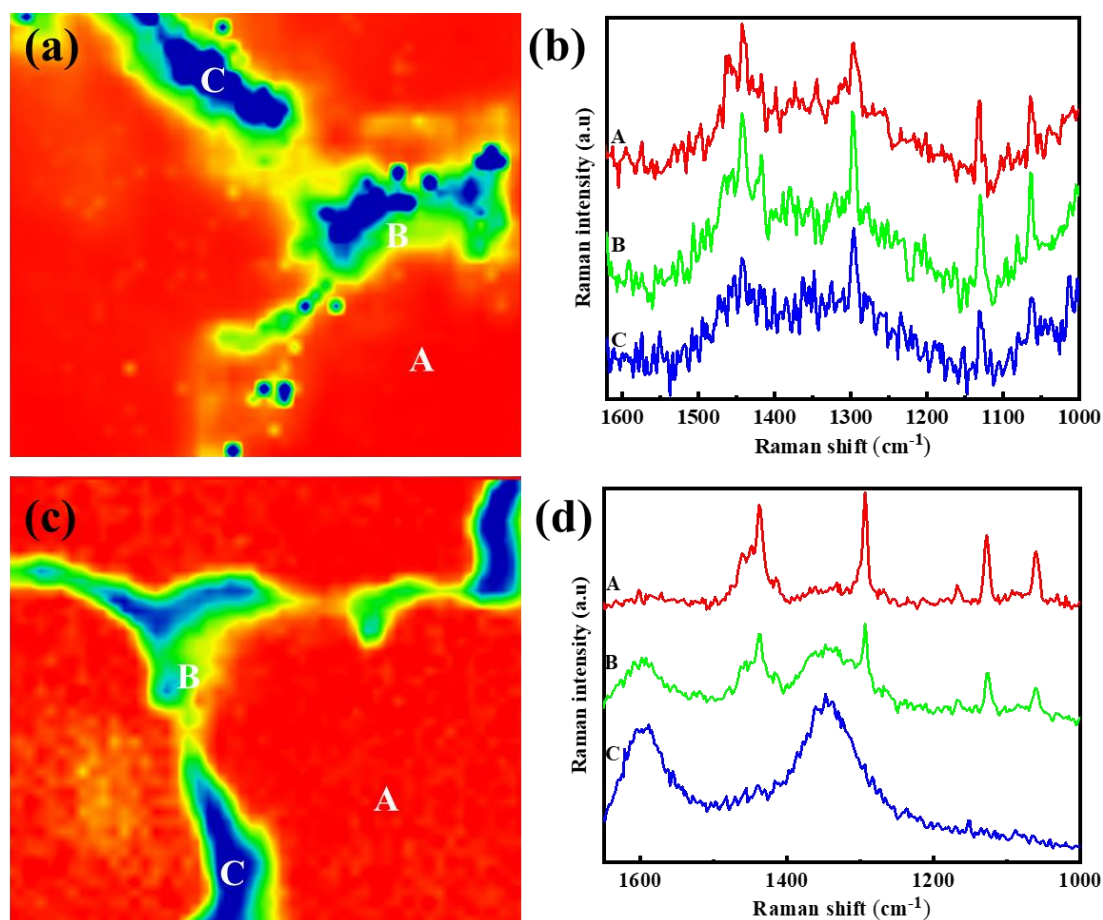 (a)
C
B
A
(b)
Raman intensity (a.u)
A
B
C
1600 1500 1400 1300 1200 1100 1000
Raman shift (cm-1)
(c)
B
A
C
(d)
Raman intensity (a.u)
A
B
C
1600 1400 1200 1000
Raman shift (cm-1)